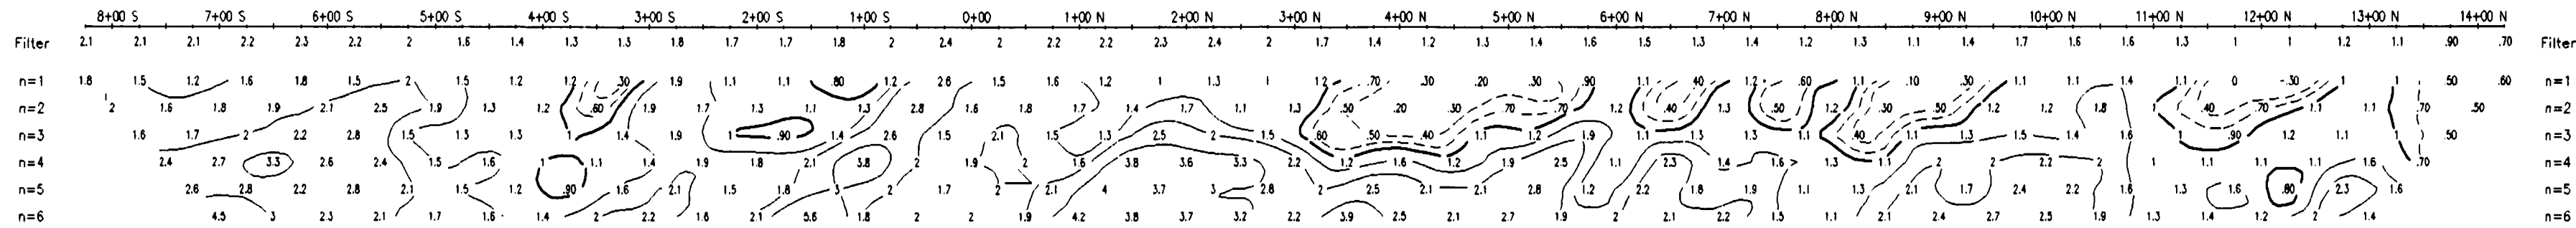 8+00 S 7+00 S 6+00 S 5+00 S 4+00 S 3+00 S 2+00 S 1+00 S 0+00 1+00 N 2+00 N 3+00 N 4+00 N 5+00 N 6+00 N 7+00 N 8+00 N 9+00 N 10+00 N 11+00 N 12+00 N 13+00 N 14+00 N
Filter 2.1 2.1 2.1 2.2 2.3 2.2 2 1.6 1.4 1.3 1.3 1.8 1.7 1.7 1.8 2 2.4 2 2.2 2.2 2.3 2.4 2 1.7 1.4 1.2 1.3 1.4 1.6 1.5 1.3 1.4 1.2 1.3 1.1 1.4 1.7 1.6 1.6 1.3 1 1 1.2 1.1 .90 .70 Filter
n=1 1.8 1.5 1.2 1.6 1.8 1.5 2 1.5 1.2 1.2 .30 1.9 1.1 1.1 .80 1.2 2.6 1.5 1.6 1.2 1 1.3 1 1.2 .70 .30 .20 .30 .90 1.1 .40 1.2 .60 1.1 .10 .30 1.1 1.1 1.4 1.1 0 -.30 1 1 .50 .60 n=1
n=2 2 1.6 1.8 1.9 2.1 2.5 1.9 1.3 1.2 .60 1.9 1.7 1.3 1.1 1.3 2.8 1.6 1.8 1.7 1.4 1.7 1.1 1.3 .50 .20 .30 .70 .70 1.2 .40 1.3 .50 1.2 .30 .50 1.2 1.2 1.8 1 .40 .70 1.1 1.1 .70 .50 n=2
n=3 1.6 1.7 2 2.2 2.8 1.5 1.3 1.3 1 1.4 1.9 1 .90 1.4 2.6 1.5 2.1 1.5 1.3 2.5 2 1.5 .60 .50 .40 1.1 1.2 1.9 1.1 1.3 1.3 1.1 .40 1.1 1.3 1.5 1.4 1.6 1 .90 1.2 1.1 1 .50 n=3
n=4 2.4 2.7 3.3 2.6 2.4 1.5 1.6 1 1.1 1.4 1.9 1.8 2.1 3.8 2 1.9 2 1.6 3.8 3.6 3.3 2.2 1.2 1.6 1.2 1.9 2.5 1.1 2.3 1.4 1.6 1.3 1.1 2 2 2.2 2 1 1.1 1.1 1.1 1.6 .70 n=4
n=5 2.6 2.8 2.2 2.8 2.1 1.5 1.2 .90 1.6 2.1 1.5 1.8 3 2 1.7 2 2.1 4 3.7 3 2.8 2 2.5 2.1 2.1 2.8 1.2 2.2 1.8 1.9 1.1 1.3 2.1 1.7 2.4 2.2 1.6 1.3 1.6 .80 2.3 1.6 n=5
n=6 4.5 3 2.3 2.1 1.7 1.6 1.4 2 2.2 1.6 2.1 5.6 1.8 2 2 1.9 4.2 3.8 3.7 3.2 2.2 3.9 2.5 2.1 2.7 1.9 2 2.1 2.2 1.5 1.1 2.1 2.4 2.7 2.5 1.9 1.3 1.4 1.2 2 1.4 n=6